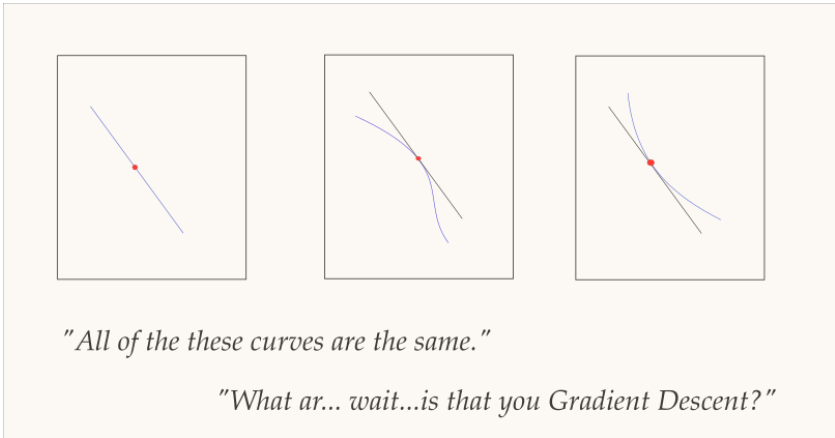 "All of the these curves are the same."
"What ar... wait...is that you Gradient Descent?"